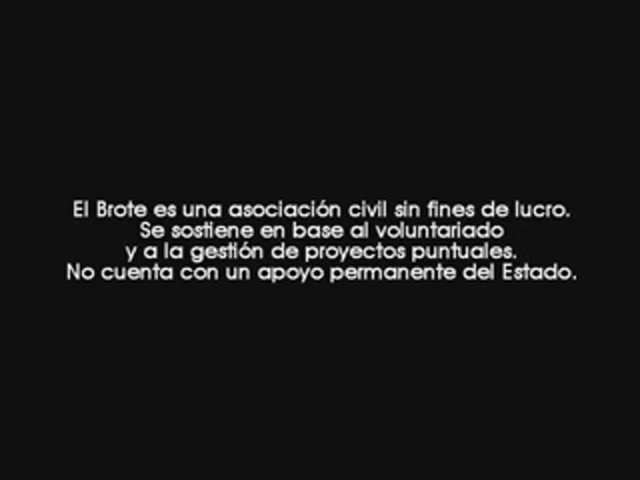 El Brote es una asociación civil sin fines de lucro.
Se sostiene en base al voluntariado
y a la gestión de proyectos puntuales.
No cuenta con un apoyo permanente del Estado.